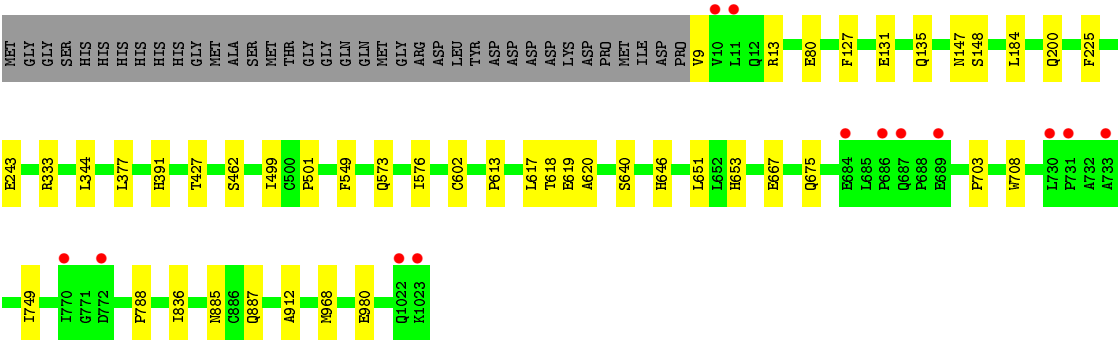 MET GLY GLY SER HIS HIS HIS HIS HIS HIS GLY MET ALA SER MET THR GLY GLY GLN GLN MET GLY ARG ASP LEU TYR ASP ASP ASP ASP LYS ASP PRO MET ILE ASP PRO V9 V10 L11 Q12 R13 E80 F127 E131 Q135 N147 S148 L184 Q200 F225
E243 R333 L344 L377 H391 T427 S462 I499 C500 P501 F549 Q573 I576 C602 P613 L617 T618 E619 A620 S640 H646 L651 L652 H653 E667 Q675 E684 L685 P686 Q687 P688 E689 P703 W708 L730 P731 A732 A733
I749 I770 G771 D772 P788 I836 N885 C886 Q887 A912 M968 E980 Q1022 K1023